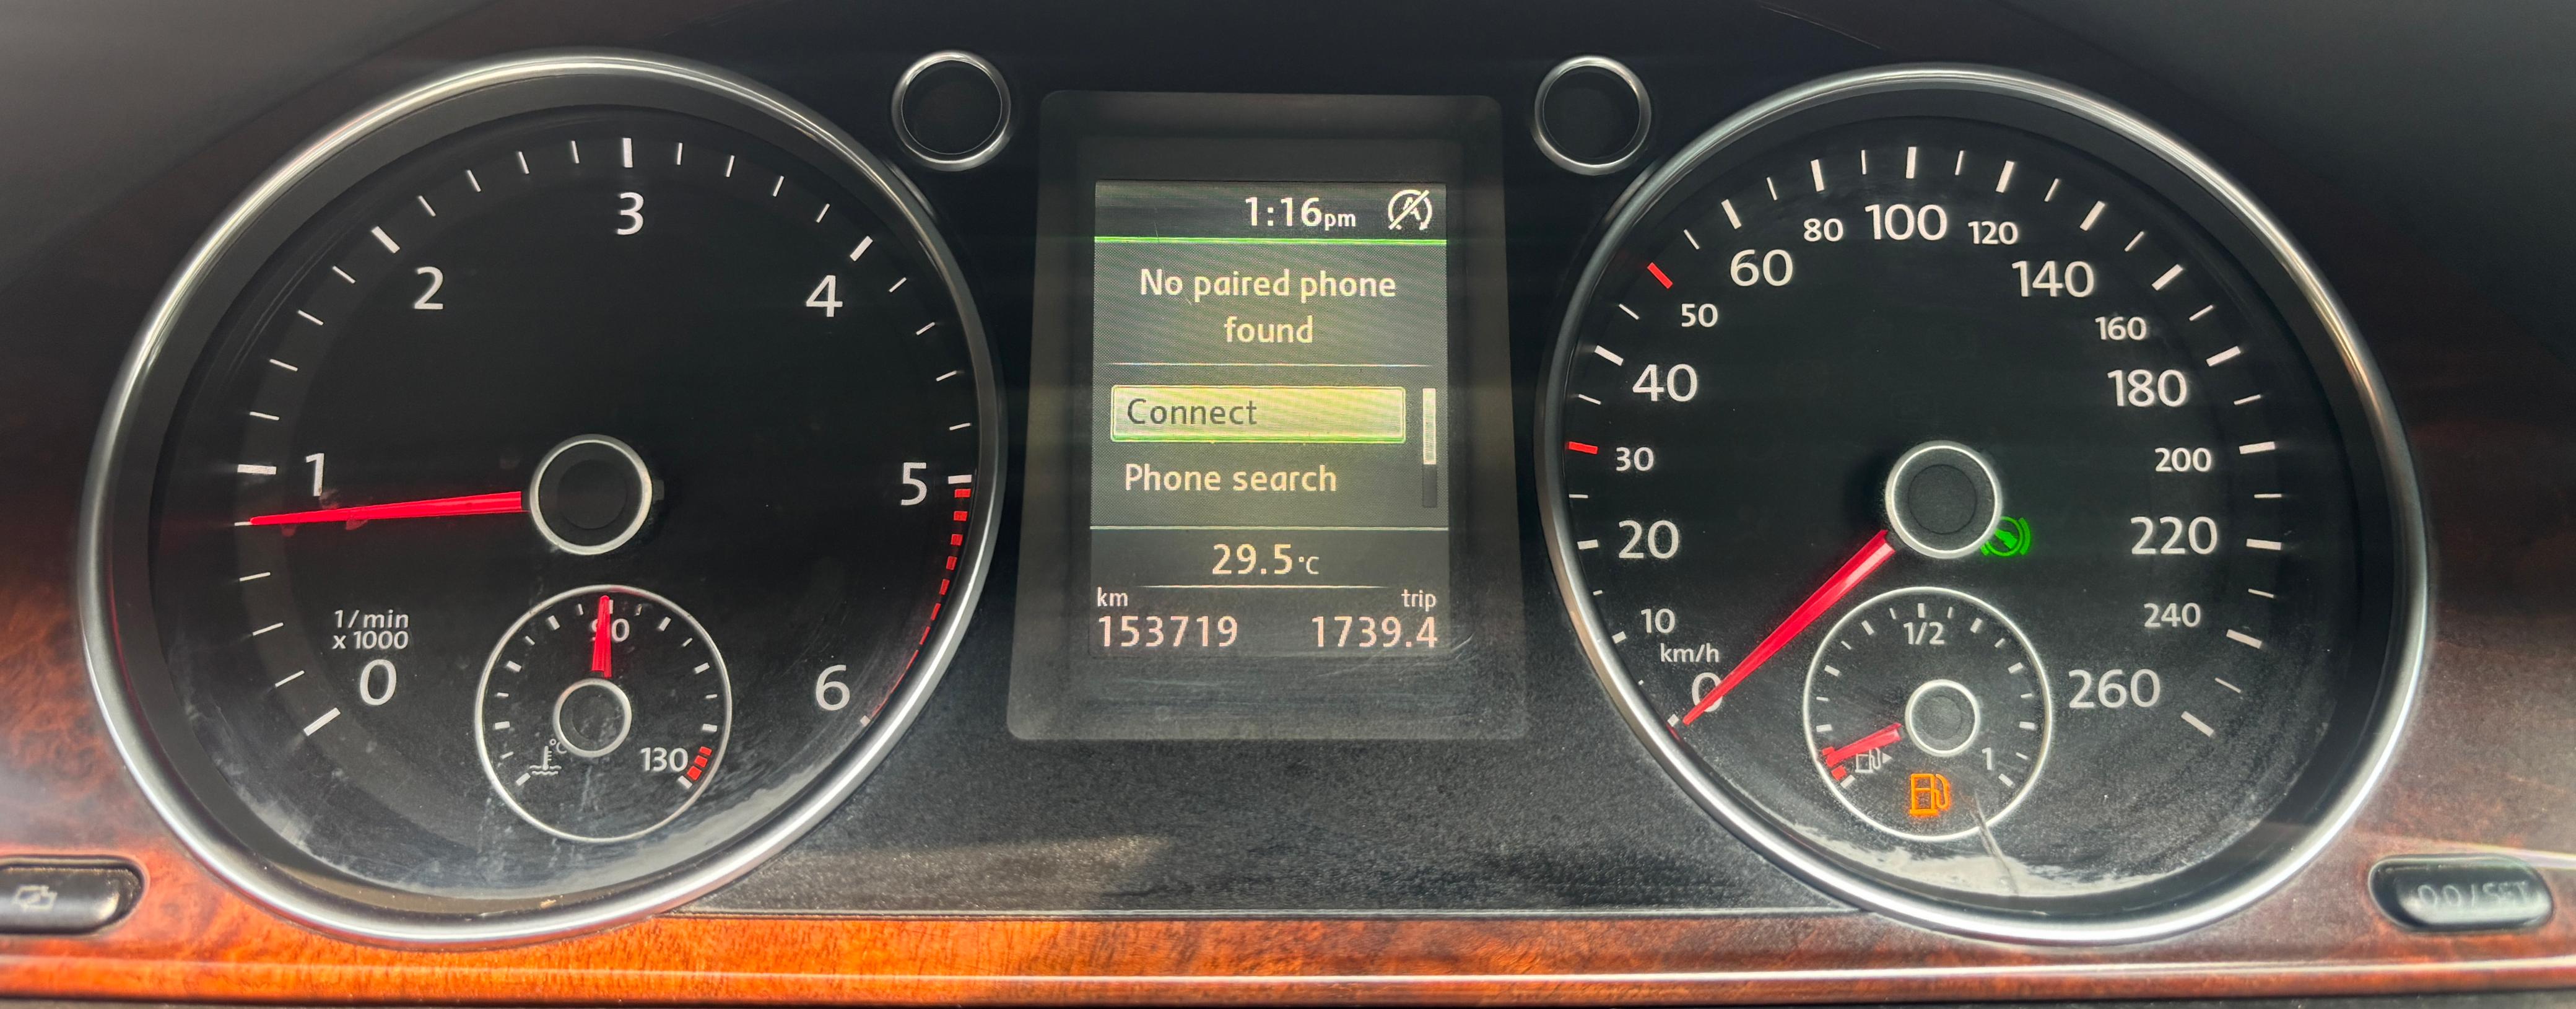 1
2
3
4
5
6
1/min
x 1000
0
90
130
°C
1:16pm
No paired phone
found
Connect
Phone search
29.5°C
km
trip
153719
1739.4
0
km/h
10
20
30
40
50
60
80
100
120
140
160
180
200
220
240
260
1/2
1
0.0/SET